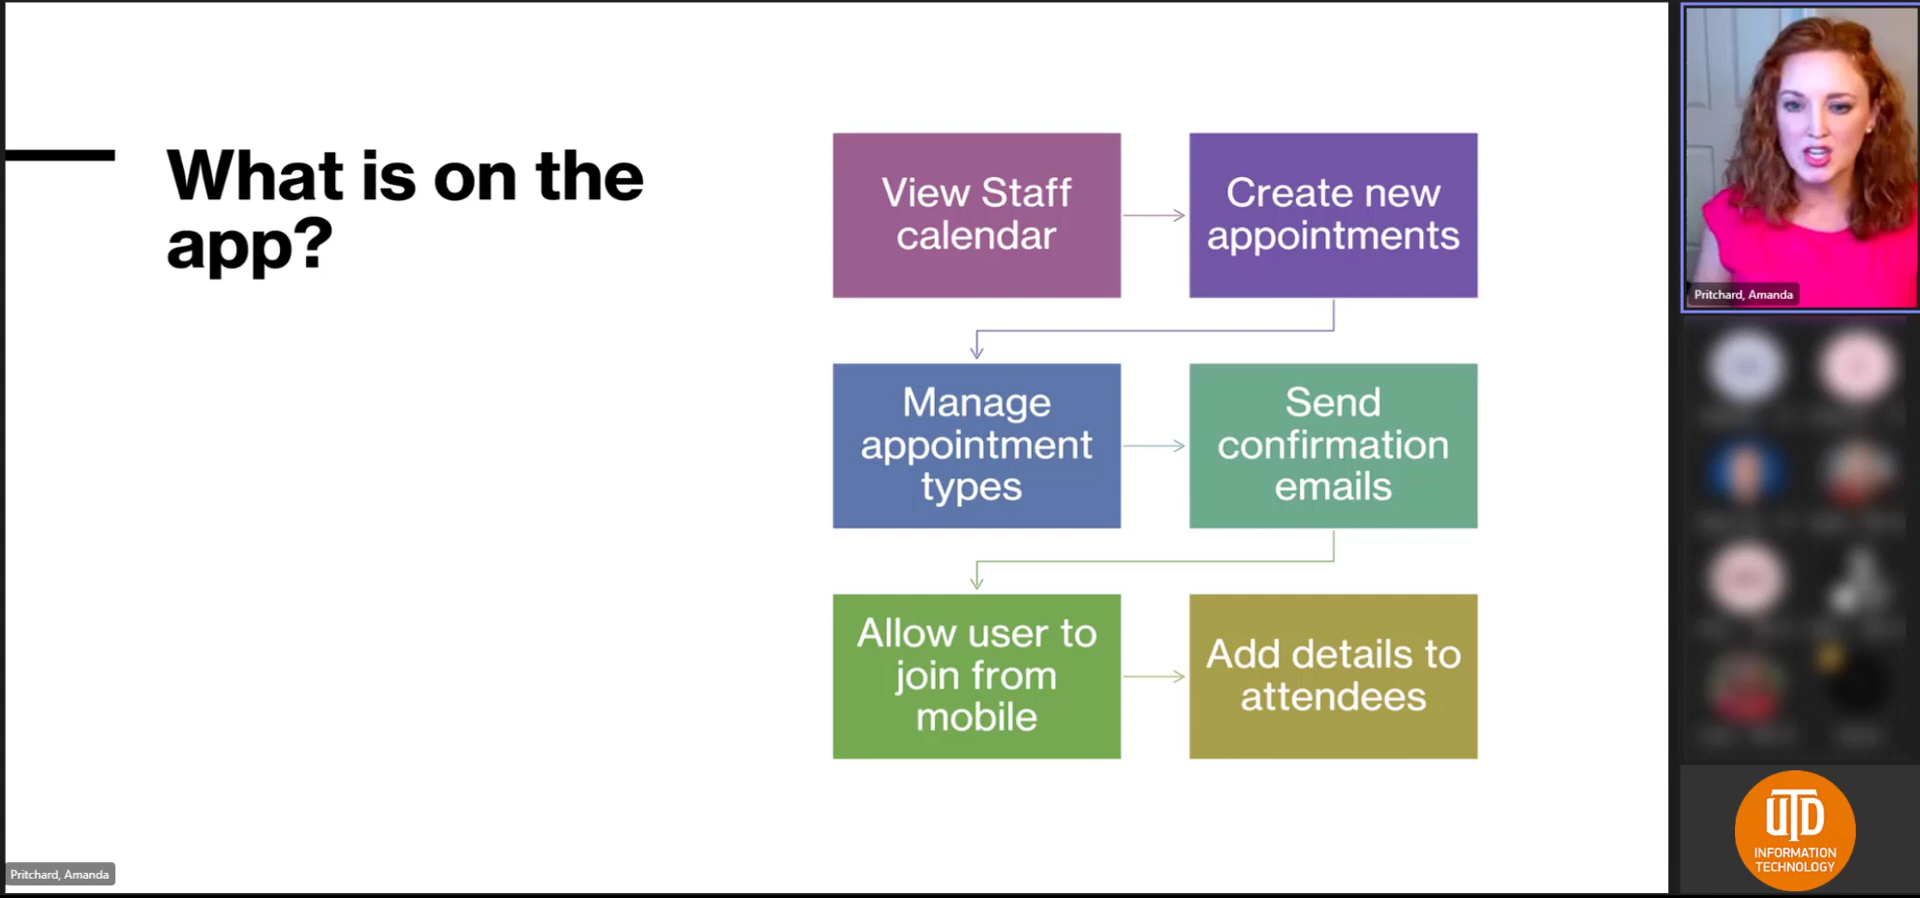 What is on the
app?
View Staff
calendar
Create new
appointments
Manage
appointment
types
Send
confirmation
emails
Allow user to
join from
mobile
Add details to
attendees
Pritchard, Amanda
Pritchard, Amanda
UTD
INFORMATION
TECHNOLOGY